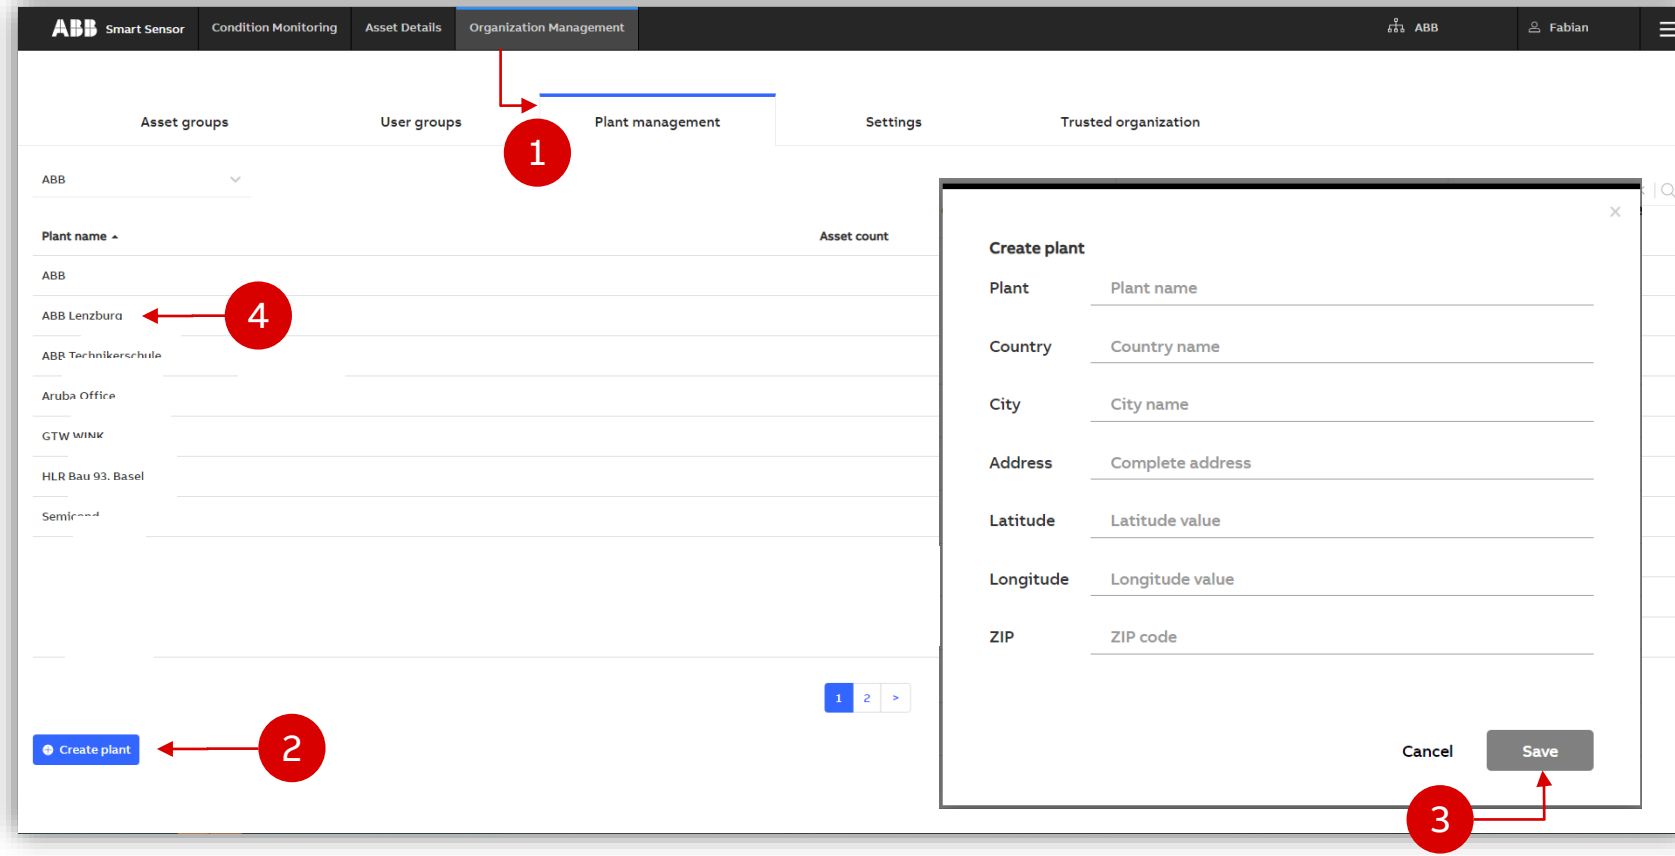 ABB Smart Sensor Condition Monitoring Asset Details Organization Management ABB Fabian
Asset groups User groups Plant management Settings Trusted organization
1
ABB
Plant name Asset count
ABB
ABB Lenzburg
4
ABB Technikerschule
Aruba Office
GTW WINK
HLR Bau 93. Basel
Semicond
1 2 >
Create plant
2
Create plant
Plant Plant name
Country Country name
City City name
Address Complete address
Latitude Latitude value
Longitude Longitude value
ZIP ZIP code
Cancel Save
3